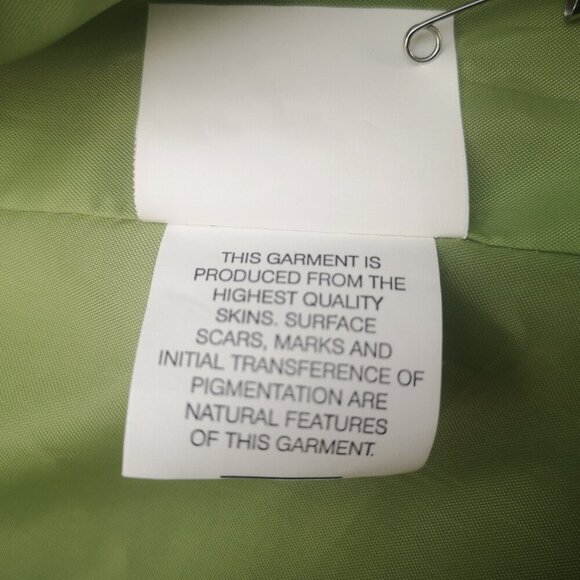 THIS GARMENT IS
PRODUCED FROM THE
HIGHEST QUALITY
SKINS. SURFACE
SCARS, MARKS AND
INITIAL TRANSFERENCE OF
PIGMENTATION ARE
NATURAL FEATURES
OF THIS GARMENT.